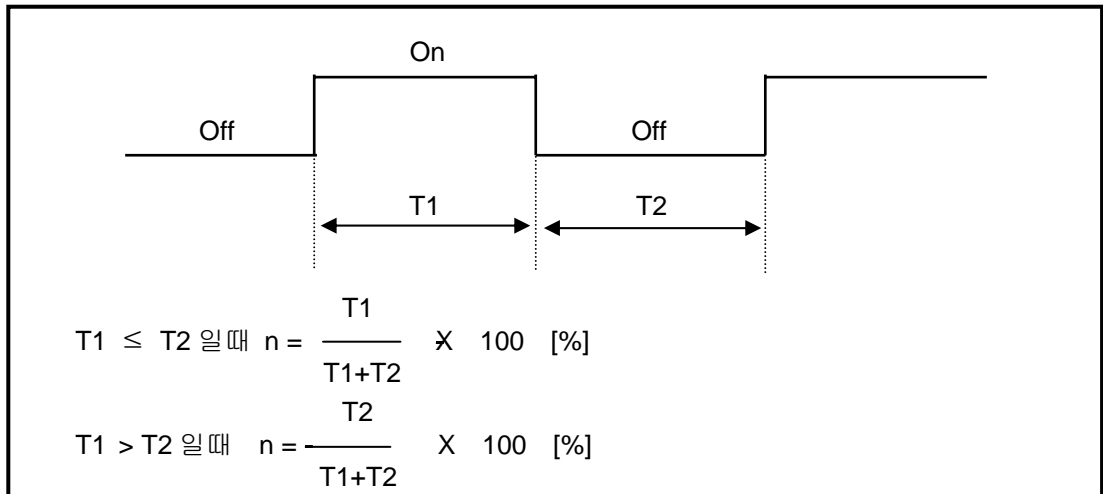 On
Off Off
T1 T2
T1
T1 ≤ T2 일때 n = X 100 [%]
T1+T2
T2
T1 > T2 일때 n = X 100 [%]
T1+T2